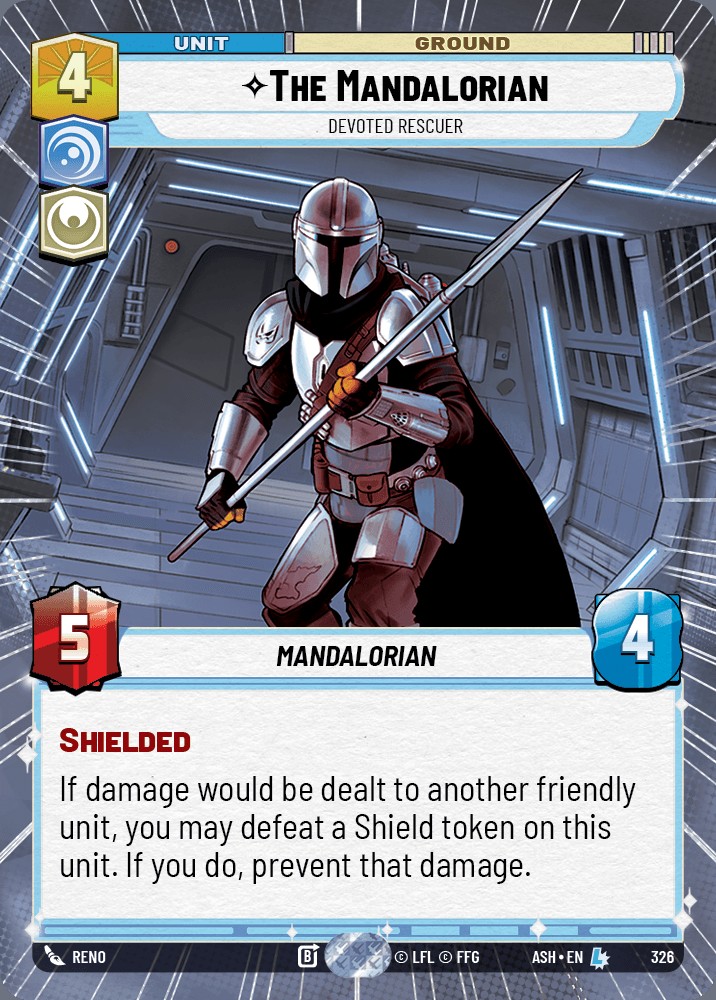 UNIT
GROUND
4
THE MANDALORIAN
DEVOTED RESCUER
5
MANDALORIAN
4
SHIELDED
If damage would be dealt to another friendly
unit, you may defeat a Shield token on this
unit. If you do, prevent that damage.
RENO
B
© LFL © FFG
ASH • EN
L
326